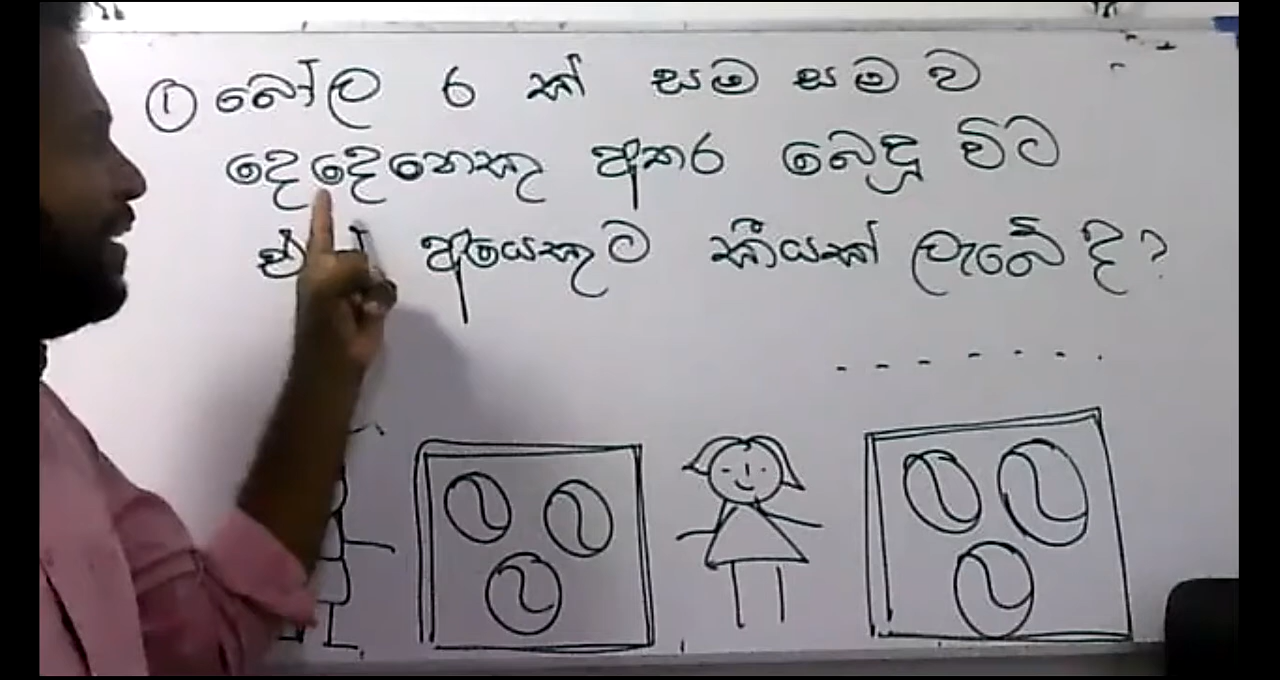 ① බෝල 6 ක් සම සම ව
දෙදෙනෙකු අතර බෙදූ විට
අයෙකුට කීයක් ලැබේ ද?